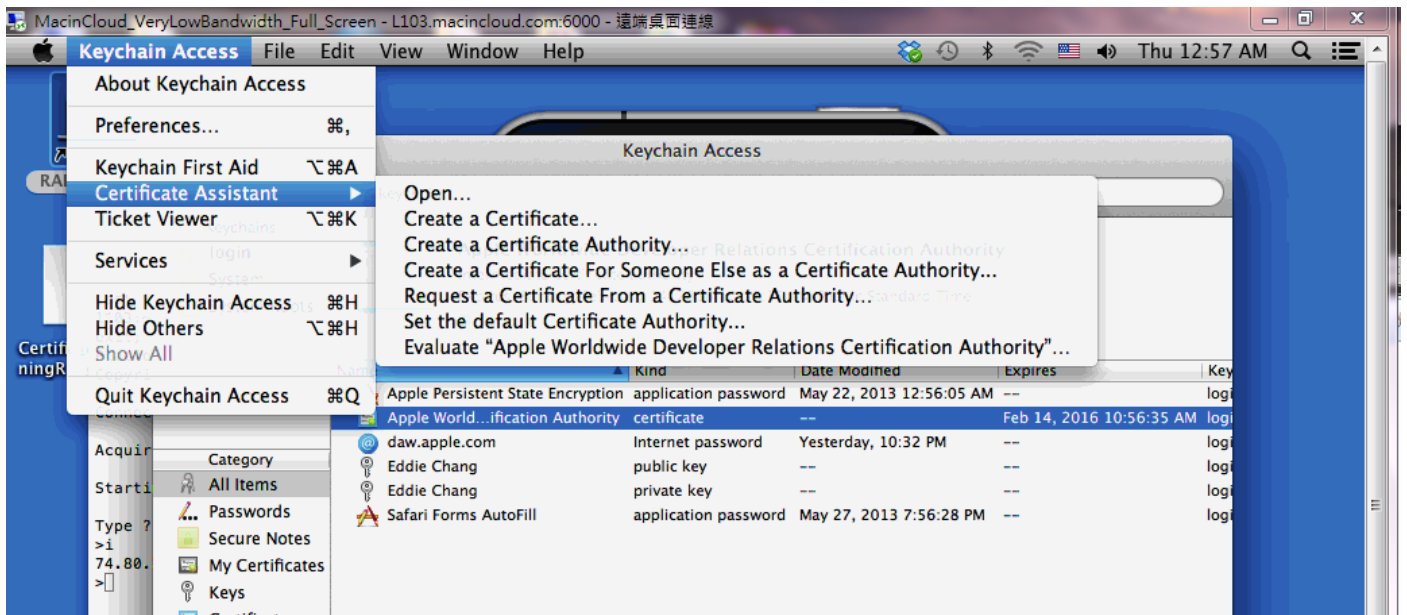 MacinCloud_VeryLowBandwidth_Full_Screen - L103.macincloud.com:6000 - 遠端桌面連線
Keychain Access File Edit View Window Help Thu 12:57 AM
About Keychain Access
Preferences... ⌘,
Keychain First Aid ⌥⌘A
Certificate Assistant
Ticket Viewer ⌥⌘K
Services
Hide Keychain Access ⌘H
Hide Others ⌥⌘H
Show All
Quit Keychain Access ⌘Q
Keychain Access
Open...
Create a Certificate...
Create a Certificate Authority...
Create a Certificate For Someone Else as a Certificate Authority...
Request a Certificate From a Certificate Authority...
Set the default Certificate Authority...
Evaluate “Apple Worldwide Developer Relations Certification Authority”...
RAI
Certifi
ningR
keychains
login
System
Name Kind Date Modified Expires Key
Apple Persistent State Encryption application password May 22, 2013 12:56:05 AM -- logi
Apple World...ification Authority certificate -- Feb 14, 2016 10:56:35 AM logi
daw.apple.com Internet password Yesterday, 10:32 PM -- logi
Eddie Chang public key -- -- logi
Eddie Chang private key -- -- logi
Safari Forms AutoFill application password May 27, 2013 7:56:28 PM -- logi
Category
All Items
Passwords
Secure Notes
My Certificates
Keys
Acquir
Starti
Type ?
>i
74.80.
>